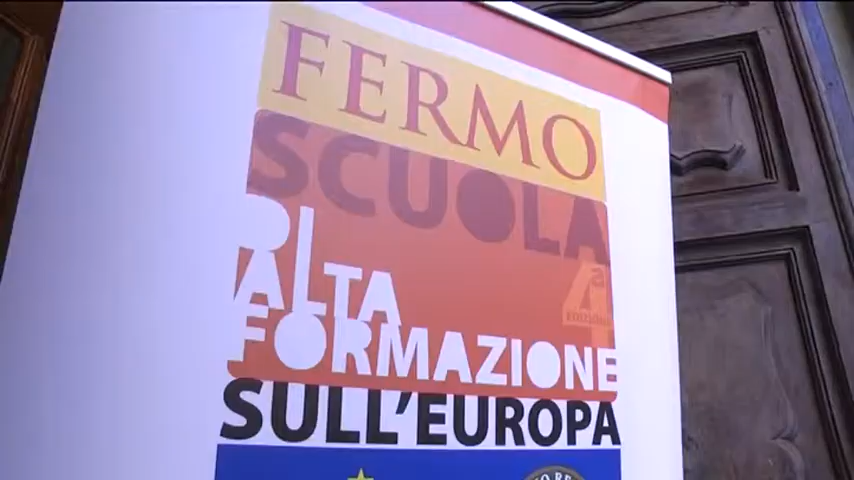 FERMO
SCUOLA
DI ALTA
4a
EDIZIONE
FORMAZIONE
SULL'EUROPA